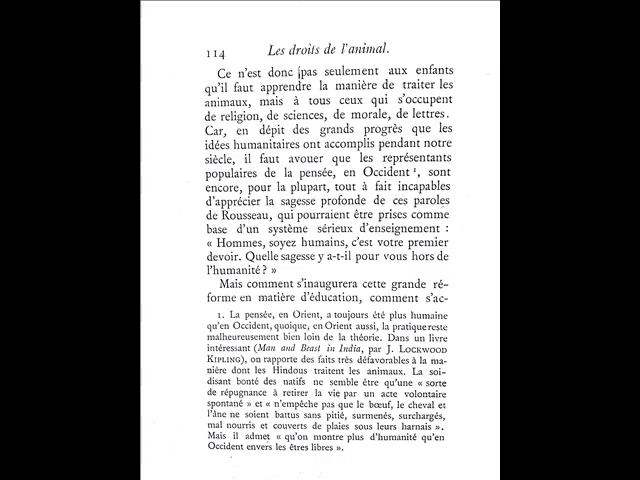 114 Les droits de l'animal.
Ce n'est donc pas seulement aux enfants
qu'il faut apprendre la manière de traiter les
animaux, mais à tous ceux qui s'occupent
de religion, de sciences, de morale, de lettres.
Car, en dépit des grands progrès que les
idées humanitaires ont accomplis pendant notre
siècle, il faut avouer que les représentants
populaires de la pensée, en Occident¹, sont
encore, pour la plupart, tout à fait incapables
d'apprécier la sagesse profonde de ces paroles
de Rousseau, qui pourraient être prises comme
base d'un système sérieux d'enseignement :
« Hommes, soyez humains, c'est votre premier
devoir. Quelle sagesse y a-t-il pour vous hors de
l'humanité? »
Mais comment s'inaugurera cette grande ré-
forme en matière d'éducation, comment s'ac-
1. La pensée, en Orient, a toujours été plus humaine
qu'en Occident, quoique, en Orient aussi, la pratique reste
malheureusement bien loin de la théorie. Dans un livre
intéressant (Man and Beast in India, par J. LOCKWOOD
KIPLING), on rapporte des faits très défavorables à la ma-
nière dont les Hindous traitent les animaux. La soi-
disant bonté des natifs ne semble être qu'une « sorte
de répugnance à retirer la vie par un acte volontaire
spontané » et « n'empêche pas que le bœuf, le cheval et
l'âne ne soient battus sans pitié, surmenés, surchargés,
mal nourris et couverts de plaies sous leurs harnais ».
Mais il admet « qu'on montre plus d'humanité qu'en
Occident envers les êtres libres ».